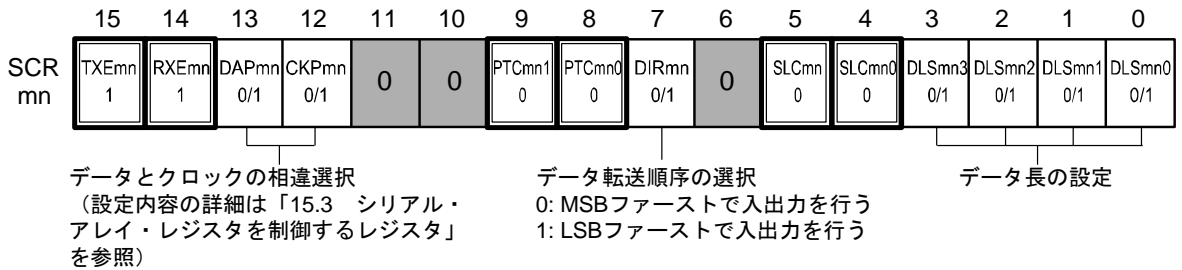 15 14 13 12 11 10 9 8 7 6 5 4 3 2 1 0
SCR
mn
TXEmn RXEmn DAPmn CKPmn PTCmn1 PTCmn0 DIRmn SLCmn SLCmn0 DLSmn3 DLSmn2 DLSmn1 DLSmn0
1 1 0/1 0/1 0 0 0 0 0/1 0 0 0 0/1 0/1 0/1 0/1
データとクロックの相違選択
（設定内容の詳細は「15.3 シリアル・
アレイ・レジスタを制御するレジスタ」
を参照）
データ転送順序の選択
0: MSBファーストで入出力を行う
1: LSBファーストで入出力を行う
データ長の設定